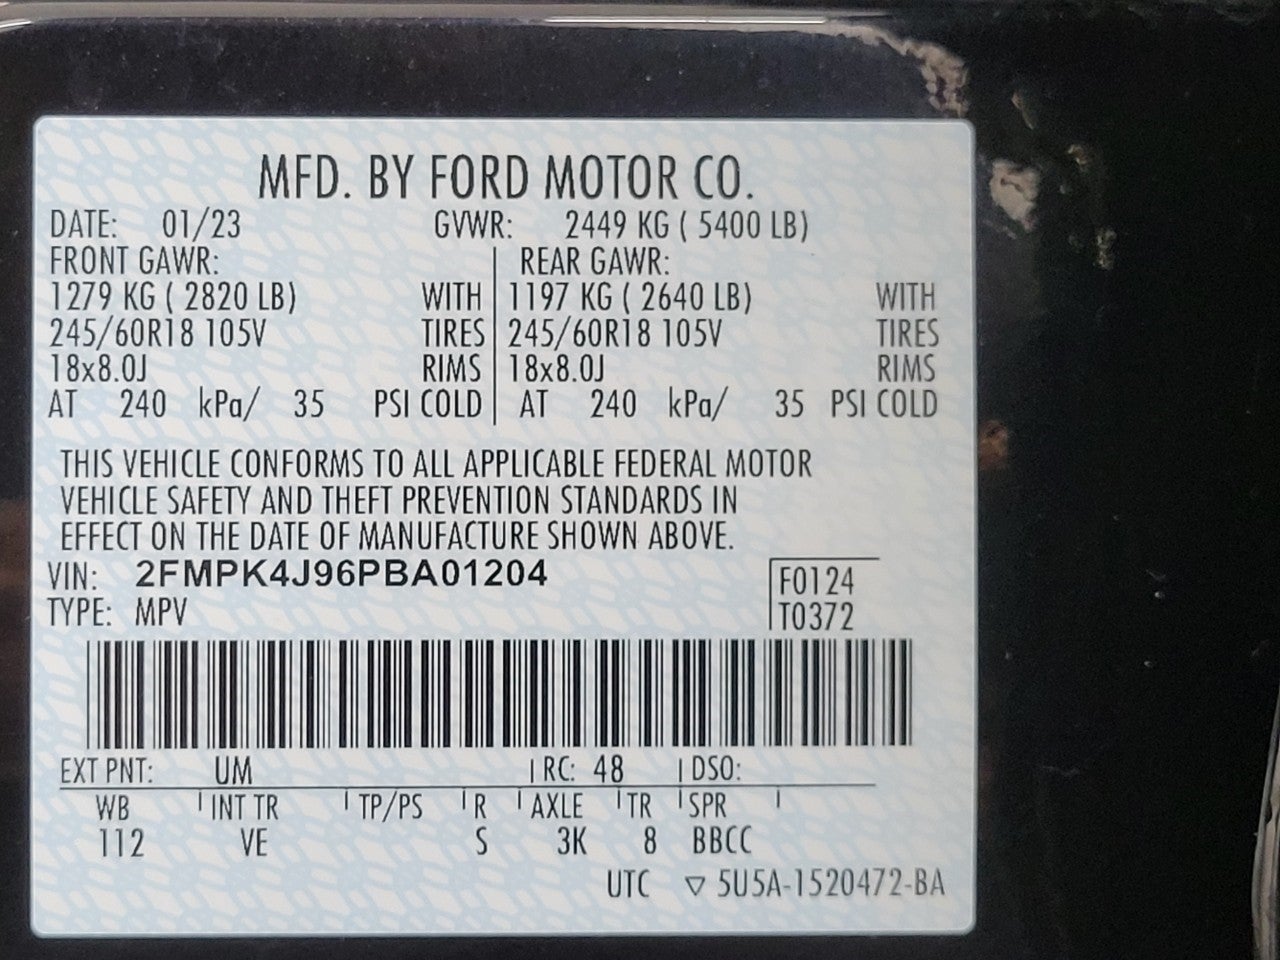 MFD. BY FORD MOTOR CO.
DATE: 01/23 GVWR: 2449 KG ( 5400 LB)
FRONT GAWR: REAR GAWR:
1279 KG ( 2820 LB) WITH 1197 KG ( 2640 LB) WITH
245/60R18 105V TIRES 245/60R18 105V TIRES
18x8.0J RIMS 18x8.0J RIMS
AT 240 kPa/ 35 PSI COLD AT 240 kPa/ 35 PSI COLD
THIS VEHICLE CONFORMS TO ALL APPLICABLE FEDERAL MOTOR
VEHICLE SAFETY AND THEFT PREVENTION STANDARDS IN
EFFECT ON THE DATE OF MANUFACTURE SHOWN ABOVE.
VIN: 2FMPK4J96PBA01204 F0124
TYPE: MPV T0372
EXT PNT: UM RC: 48 DSO:
WB INT TR TP/PS R AXLE TR SPR
112 VE S 3K 8 BBCC
UTC ▽ 5U5A-1520472-BA